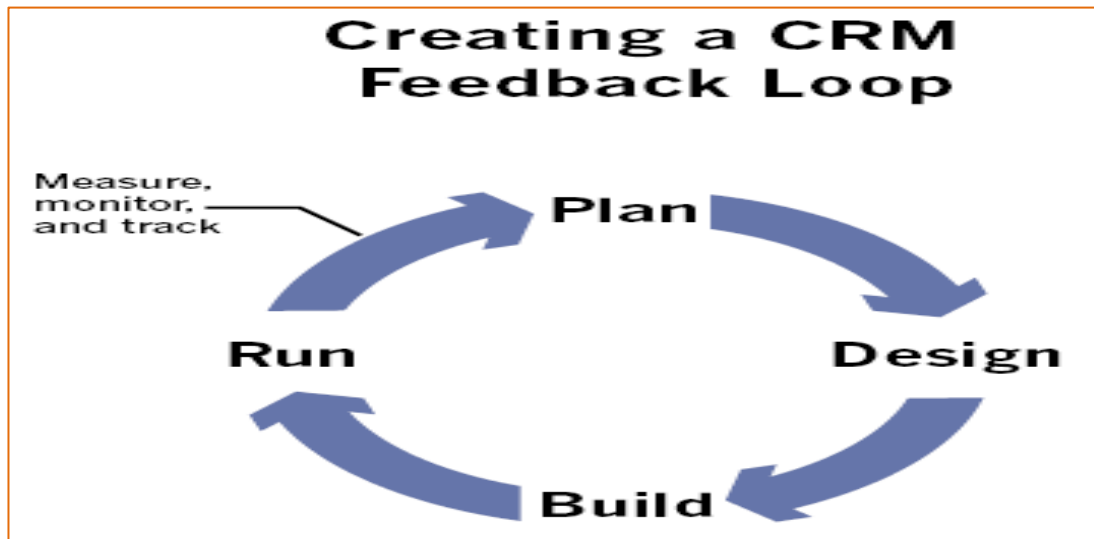 Creating a CRM
Feedback Loop
Measure,
monitor,
and track
Plan
Run
Design
Build